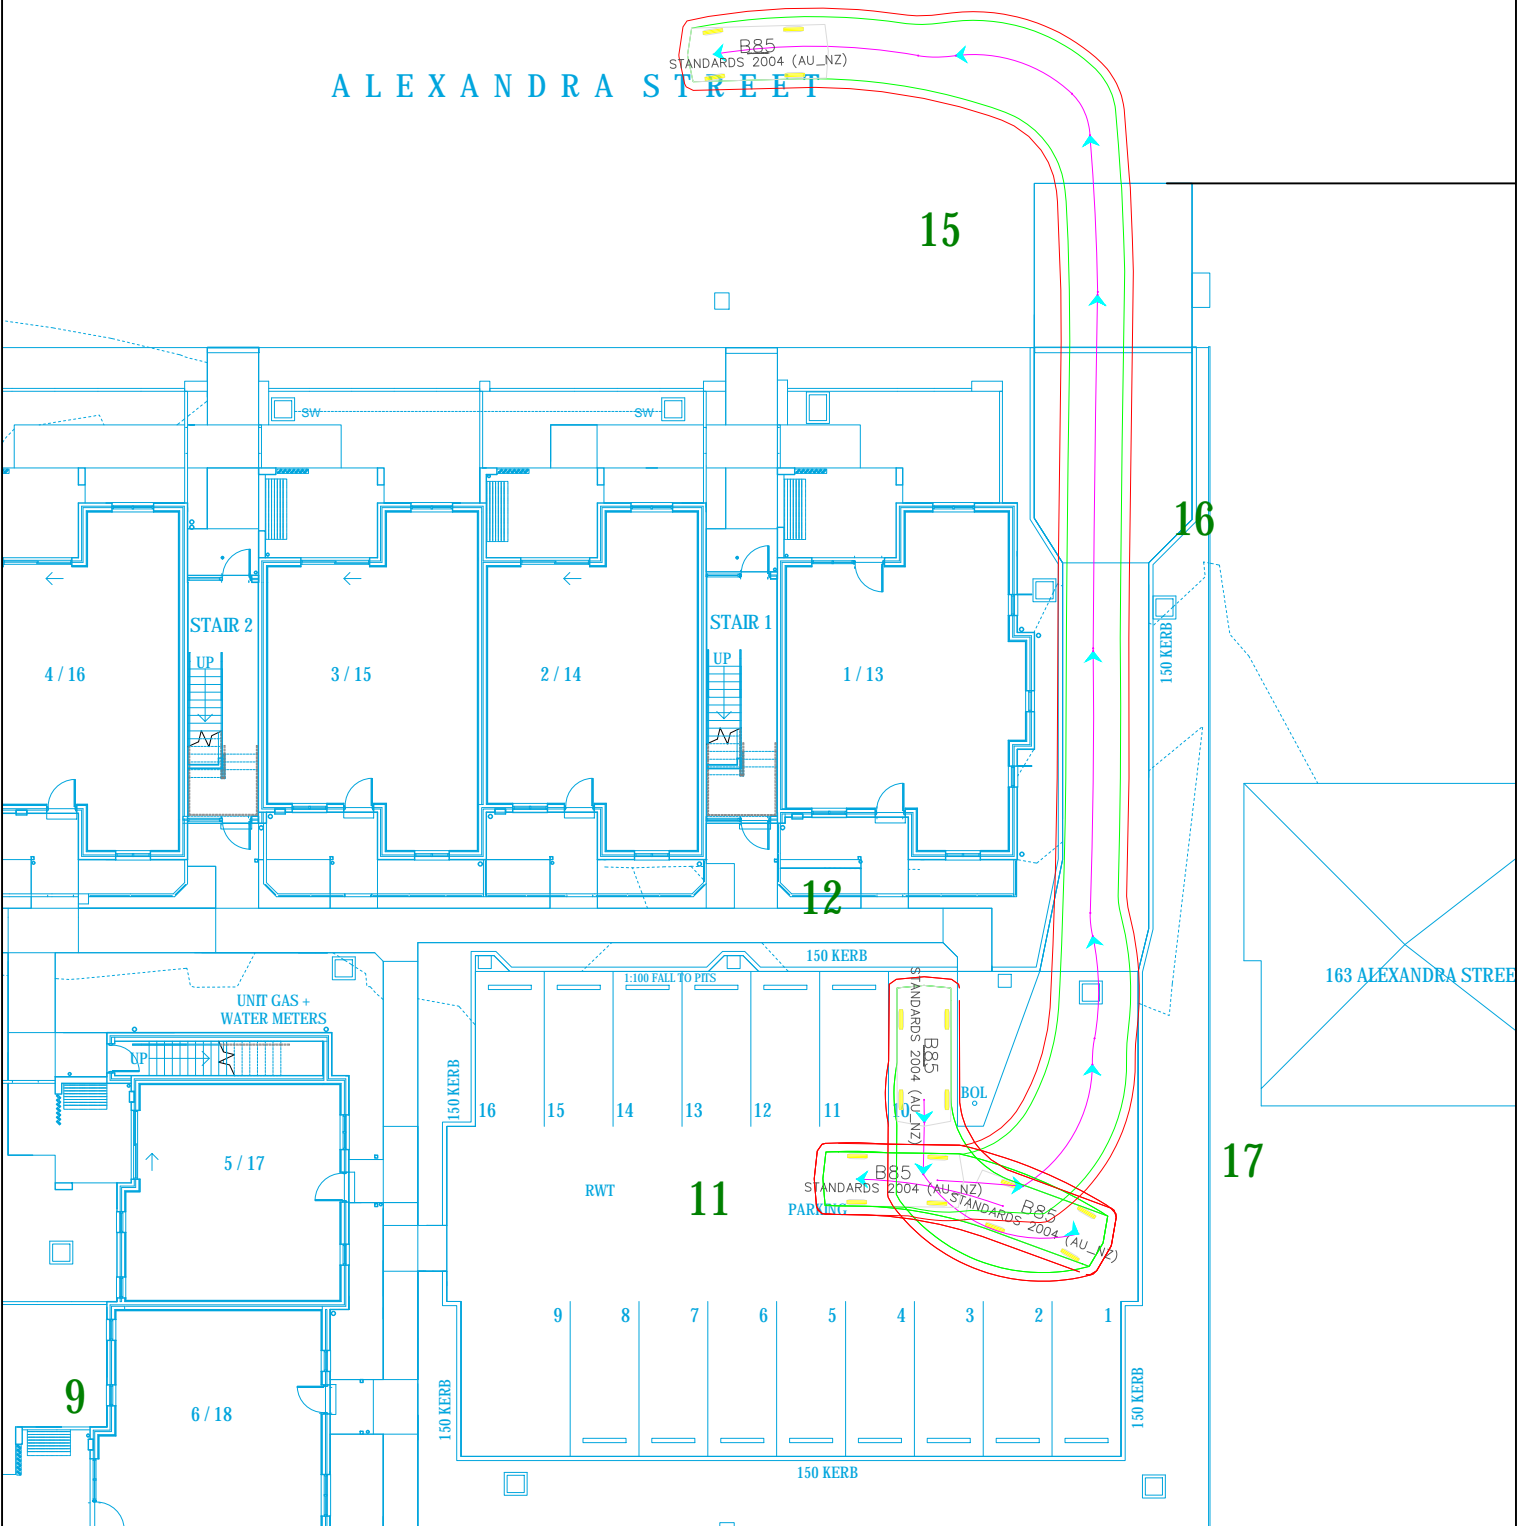 B85
STANDARDS 2004 (AU_NZ)
ALEXANDRA STREET
15
SW
SW
16
STAIR 2
STAIR 1
UP
UP
150 KERB
4 / 16
3 / 15
2 / 14
1 / 13
12
150 KERB
1:100 FALL TO PITS
163 ALEXANDRA STREE
UNIT GAS +
WATER METERS
UP
150 KERB
B85
STANDARDS 2004 (AU_NZ)
BOL
16
15
14
13
12
11
10
5 / 17
RWT
11
PARKING
B85
STANDARDS 2004 (AU_NZ)
B85
STANDARDS 2004 (AU_NZ)
17
9
8
7
6
5
4
3
2
1
9
6 / 18
150 KERB
150 KERB
150 KERB